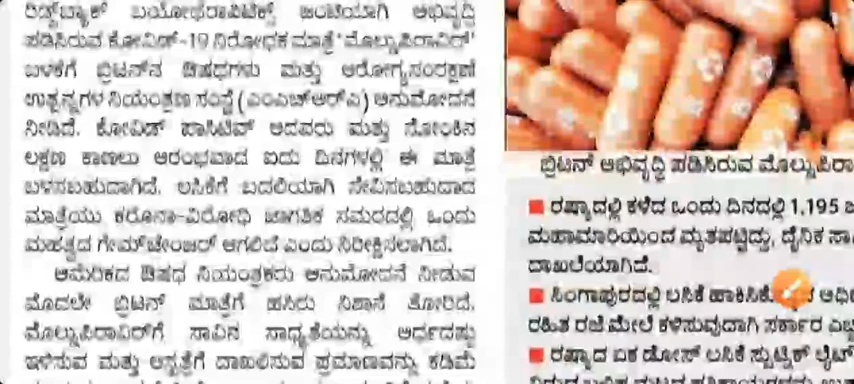 ರಿಡ್ಜ್‌ಬ್ಯಾಕ್ ಬಯೋಥೆರಾಪಿಟಿಕ್ಸ್ ಜಂಟಿಯಾಗಿ ಅಭಿವೃದ್ಧಿ
ಪಡಿಸಿರುವ ಕೋವಿಡ್-19 ನಿರೋಧಕ ಮಾತ್ರೆ 'ಮೊಲ್ನುಪಿರಾವಿರ್'
ಬಳಕೆಗೆ ಬ್ರಿಟನ್‌ನ ಔಷಧಗಳು ಮತ್ತು ಆರೋಗ್ಯಸಂರಕ್ಷಣೆ
ಉತ್ಪನ್ನಗಳ ನಿಯಂತ್ರಣ ಸಂಸ್ಥೆ (ಎಂಎಚ್‌ಆರ್‌ಎ) ಅನುಮೋದನೆ
ನೀಡಿದೆ. ಕೋವಿಡ್ ಪಾಸಿಟಿವ್ ಆದವರು ಮತ್ತು ಸೋಂಕಿನ
ಲಕ್ಷಣ ಕಾಣಲು ಆರಂಭವಾದ ಐದು ದಿನಗಳಲ್ಲಿ ಈ ಮಾತ್ರೆ
ಬಳಸಬಹುದಾಗಿದೆ. ಲಸಿಕೆಗೆ ಬದಲಿಯಾಗಿ ಸೇವಿಸಬಹುದಾದ
ಮಾತ್ರೆಯು ಕರೊನಾ-ವಿರೋಧಿ ಜಾಗತಿಕ ಸಮರದಲ್ಲಿ ಒಂದು
ಮಹತ್ವದ ಗೇಮ್‌ಚೇಂಜರ್ ಆಗಲಿದೆ ಎಂದು ನಿರೀಕ್ಷಿಸಲಾಗಿದೆ.
ಅಮೆರಿಕದ ಔಷಧ ನಿಯಂತ್ರಕರು ಅನುಮೋದನೆ ನೀಡುವ
ಮೊದಲೇ ಬ್ರಿಟನ್ ಮಾತ್ರೆಗೆ ಹಸಿರು ನಿಶಾನೆ ತೋರಿದೆ.
ಮೊಲ್ನುಪಿರಾವಿರ್‌ಗೆ ಸಾವಿನ ಸಾಧ್ಯತೆಯನ್ನು ಅರ್ಧದಷ್ಟು
ಇಳಿಸುವ ಮತ್ತು ಆಸ್ಪತ್ರೆಗೆ ದಾಖಲಿಸುವ ಪ್ರಮಾಣವನ್ನು ಕಡಿಮೆ
ಬ್ರಿಟನ್ ಅಭಿವೃದ್ಧಿ ಪಡಿಸಿರುವ ಮೊಲ್ನುಪಿರಾ
ರಷ್ಯಾದಲ್ಲಿ ಕಳೆದ ಒಂದು ದಿನದಲ್ಲಿ 1,195
ಮಹಾಮಾರಿಯಿಂದ ಮೃತಪಟ್ಟಿದ್ದು, ದೈನಿಕ ಸಾ
ದಾಖಲೆಯಾಗಿದೆ.
ಸಿಂಗಾಪುರದಲ್ಲಿ ಲಸಿಕೆ ಹಾಕಿಸಿಕೊ
ರಹಿತ ರಜೆ ಮೇಲೆ ಕಳಿಸುವುದಾಗಿ ಸರ್ಕಾರ
ರಷ್ಯಾದ ಏಕ ಡೋಸ್ ಲಸಿಕೆ ಸ್ಪುಟ್ನಿಕ್ ಲೈಟ್